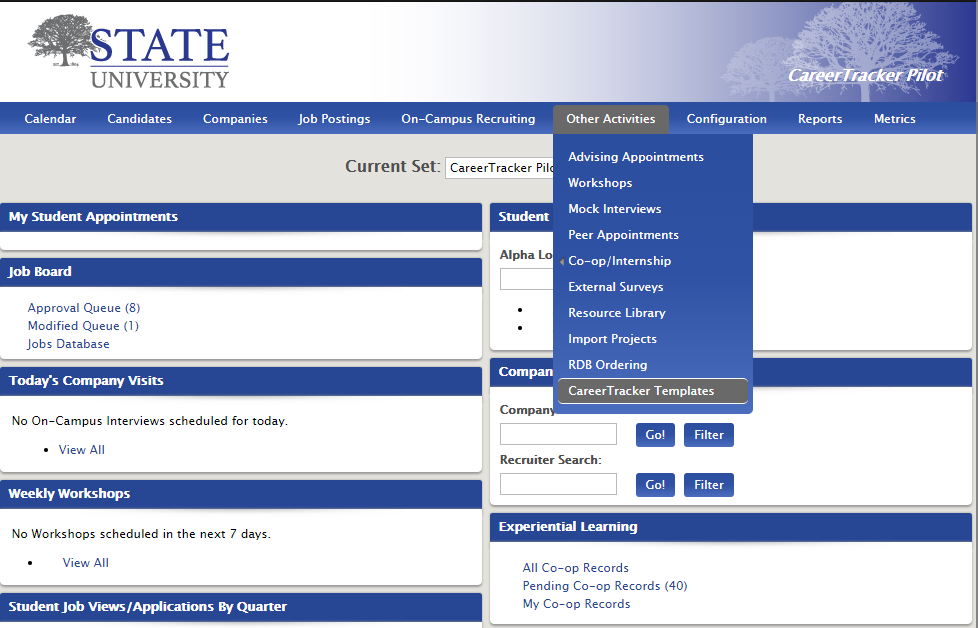 STATE
UNIVERSITY
CareerTracker Pilot
Calendar Candidates Companies Job Postings On-Campus Recruiting Other Activities Configuration Reports Metrics
Current Set: CareerTracker
Advising Appointments
Workshops
Mock Interviews
Peer Appointments
Co-op/Internship
External Surveys
Resource Library
Import Projects
RDB Ordering
CareerTracker Templates
My Student Appointments
Job Board
Approval Queue (8)
Modified Queue (1)
Jobs Database
Today's Company Visits
No On-Campus Interviews scheduled for today.
• View All
Weekly Workshops
No Workshops scheduled in the next 7 days.
• View All
Student Job Views/Applications By Quarter
Student
Alpha
Company
Go! Filter
Recruiter Search:
Go! Filter
Experiential Learning
All Co-op Records
Pending Co-op Records (40)
My Co-op Records